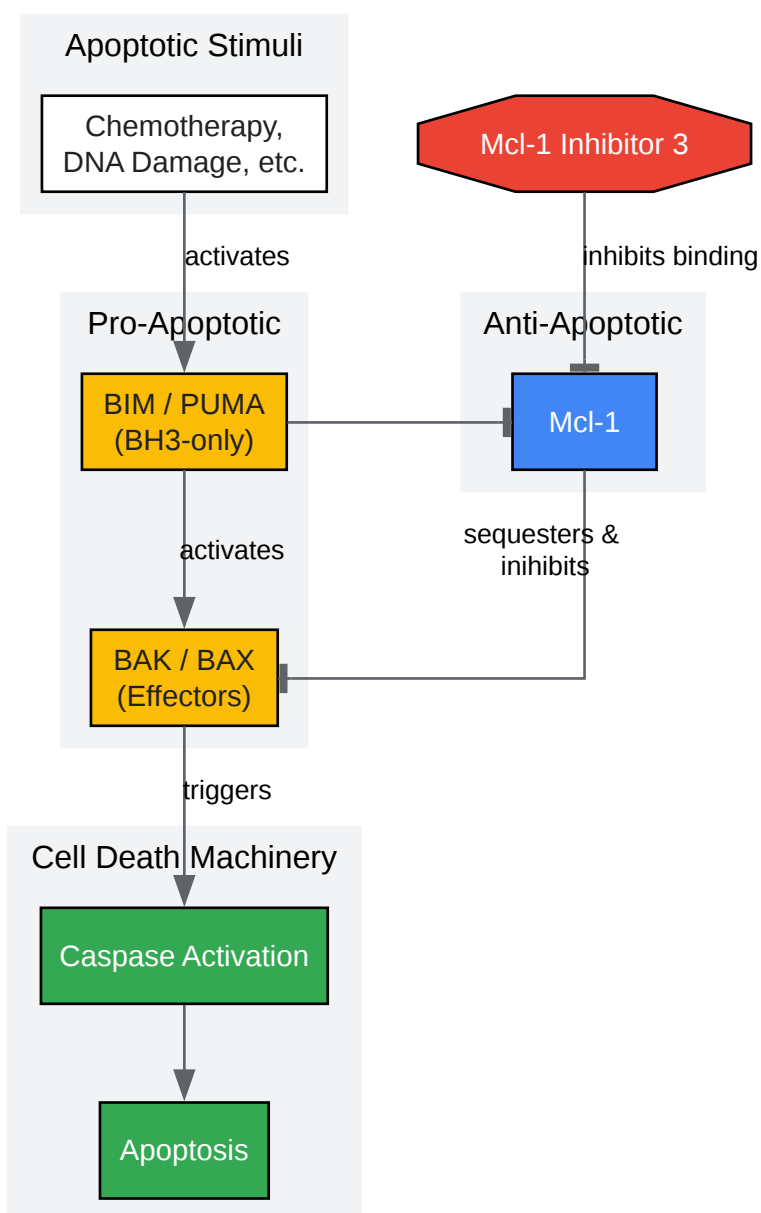 Apoptotic Stimuli
Chemotherapy,
DNA Damage, etc.
Mcl-1 Inhibitor 3
activates
inhibits binding
Pro-Apoptotic
Anti-Apoptotic
BIM / PUMA
(BH3-only)
Mcl-1
sequesters &
inihibits
activates
BAK / BAX
(Effectors)
triggers
Cell Death Machinery
Caspase Activation
Apoptosis